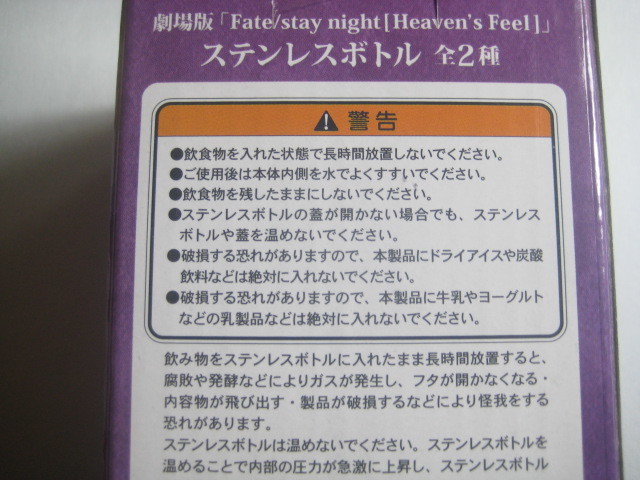 劇場版「Fate/stay night[Heaven's Feel]」
ステンレスボトル 全2種
警告
●飲食物を入れた状態で長時間放置しないでください。
●ご使用後は本体内側を水でよくすすいでください。
●飲食物を残したままにしないでください。
●ステンレスボトルの蓋が開かない場合でも、ステンレス
ボトルや蓋を温めないでください。
●破損する恐れがありますので、本製品にドライアイスや炭酸
飲料などは絶対に入れないでください。
●破損する恐れがありますので、本製品に牛乳やヨーグルト
などの乳製品などは絶対に入れないでください。
飲み物をステンレスボトルに入れたまま長時間放置すると、
腐敗や発酵などによりガスが発生し、フタが開かなくなる・
内容物が飛び出す・製品が破損するなどにより怪我をする
恐れがあります。
ステンレスボトルは温めないでください。ステンレスボトルを
温めることで内部の圧力が急激に上昇し、ステンレスボトル